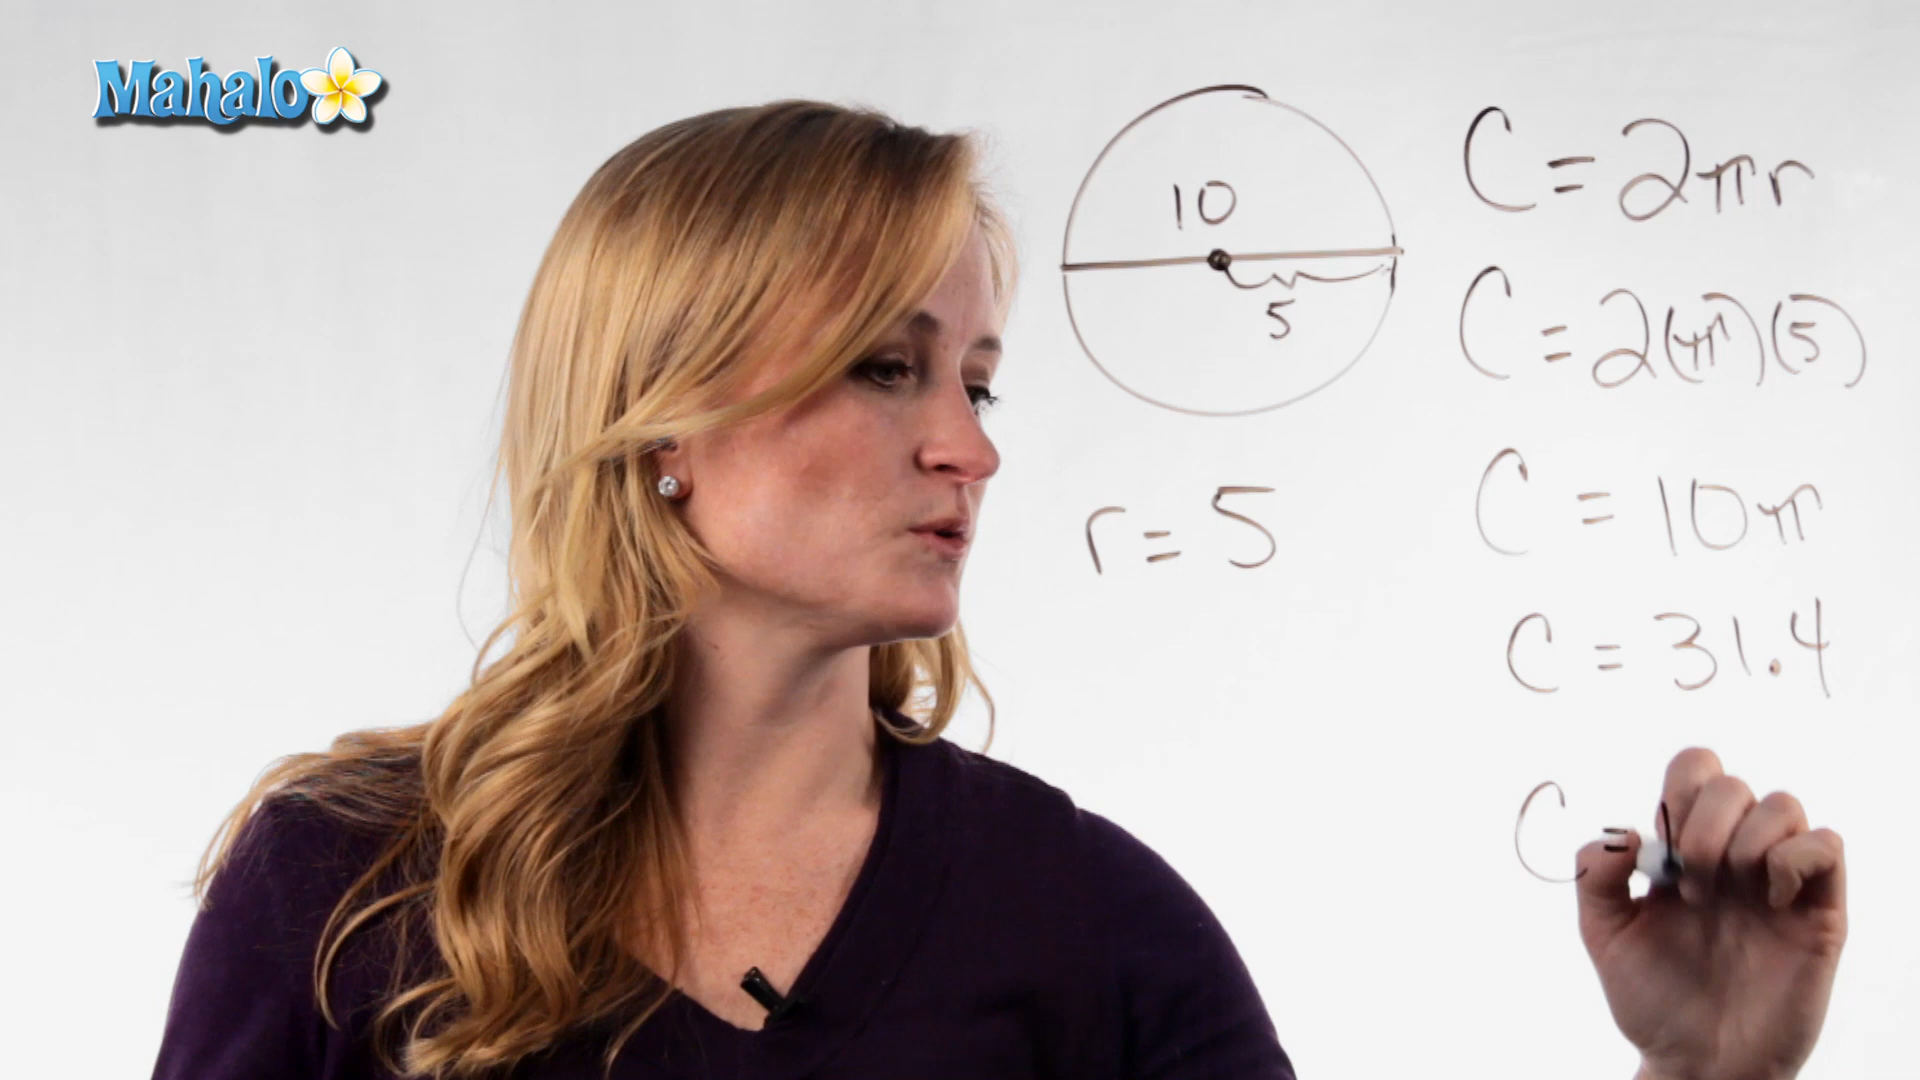 Mahalo
10
5
r = 5
C = 2πr
C = 2(π)(5)
C = 10π
C = 31.4
C =